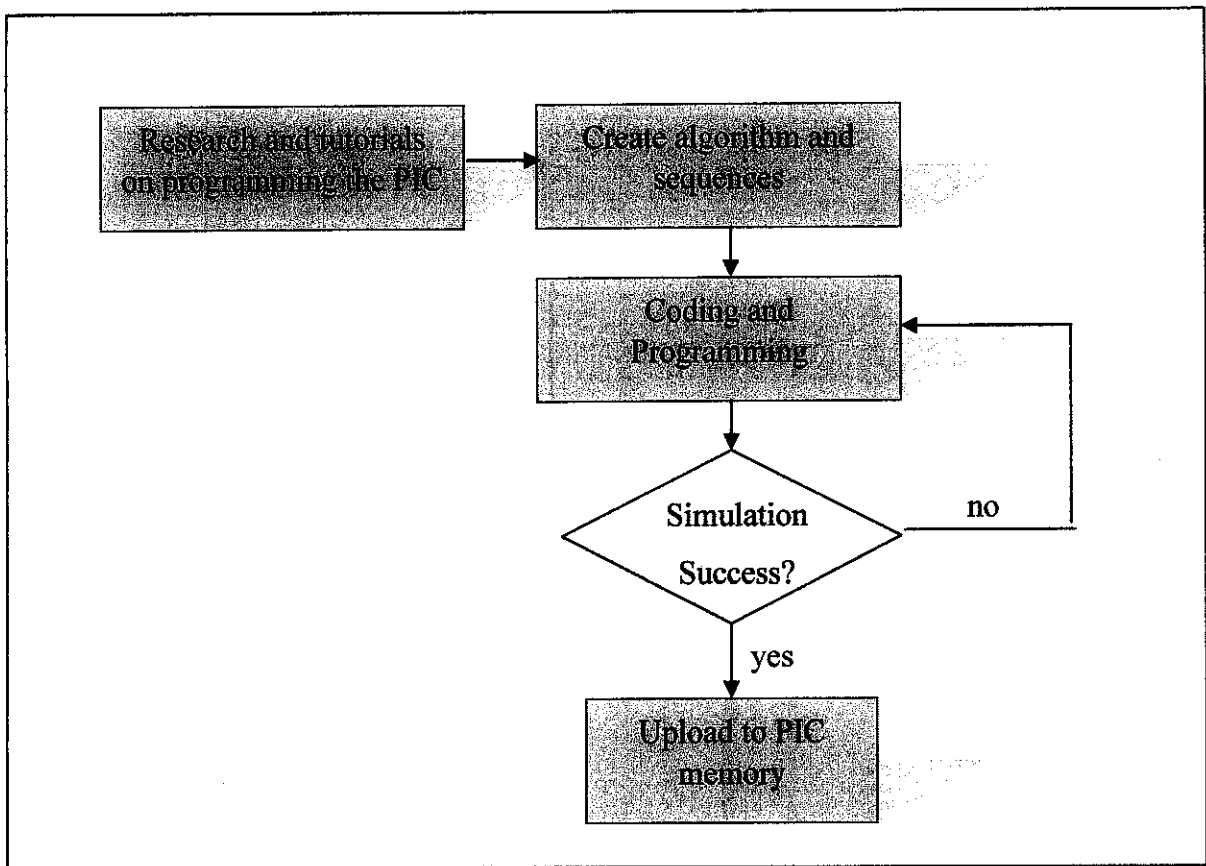 Research and tutorials
on programming the PIC
Create algorithm and
sequences
Coding and
Programming
Simulation
Success?
no
yes
Upload to PIC
memory